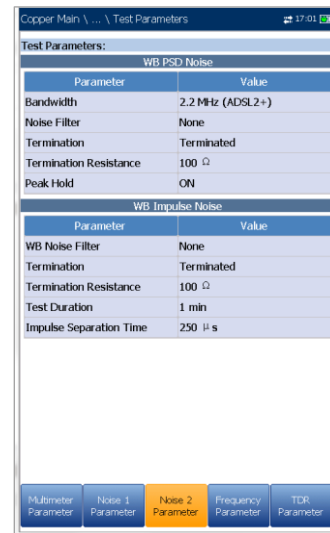 Copper Main \ ... \ Test Parameters 17:01
Test Parameters:
WB PSD Noise
Parameter Value
Bandwidth 2.2 MHz (ADSL2+)
Noise Filter None
Termination Terminated
Termination Resistance 100 Ω
Peak Hold ON
WB Impulse Noise
Parameter Value
WB Noise Filter None
Termination Terminated
Termination Resistance 100 Ω
Test Duration 1 min
Impulse Separation Time 250 μs
Multimeter Parameter
Noise 1 Parameter
Noise 2 Parameter
Frequency Parameter
TDR Parameter